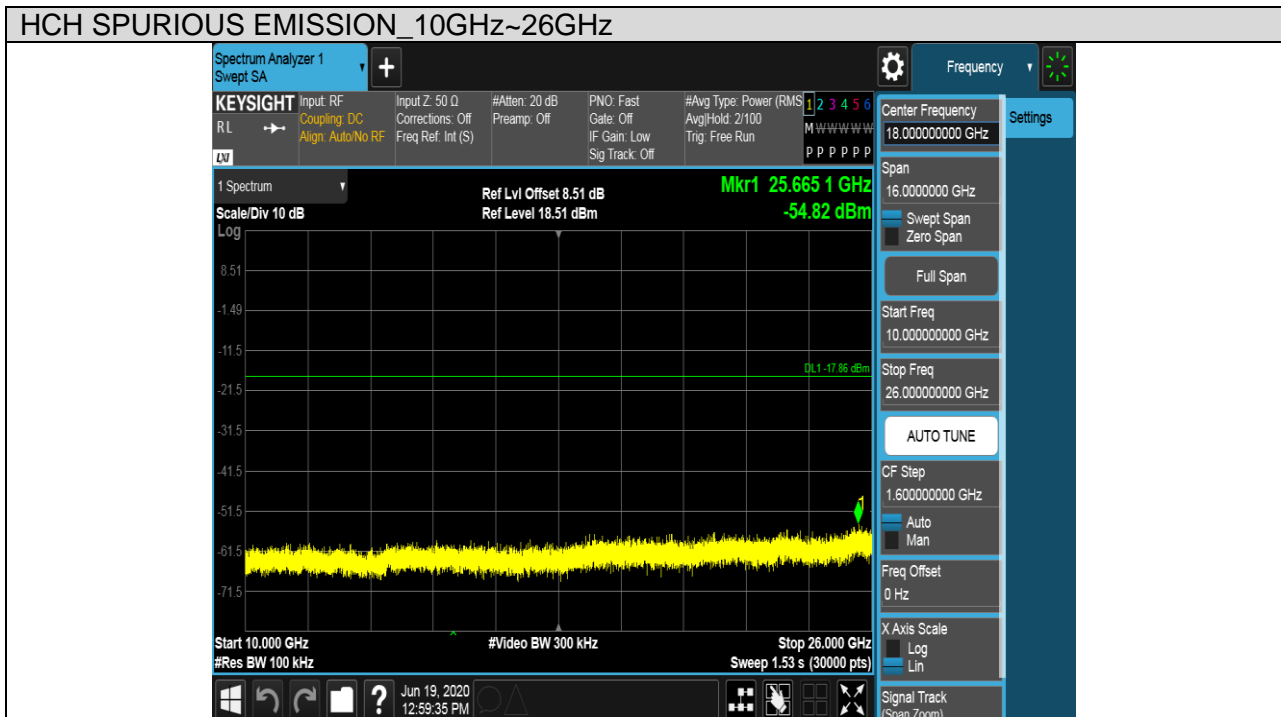 HCH SPURIOUS EMISSION_10GHz~26GHz
Spectrum Analyzer 1
Swept SA
+
Frequency
KEYSIGHT
RL
LXI
Input: RF
Coupling: DC
Align: Auto/No RF
Input Z: 50 Ω
Corrections: Off
Freq Ref: Int (S)
#Atten: 20 dB
Preamp: Off
PNO: Fast
Gate: Off
IF Gain: Low
Sig Track: Off
#Avg Type: Power (RMS
Avg|Hold: 2/100
Trig: Free Run
1 2 3 4 5 6
M W W W W W
P P P P P P
1 Spectrum
Scale/Div 10 dB
Log
Ref Lvl Offset 8.51 dB
Ref Level 18.51 dBm
Mkr1 25.665 1 GHz
-54.82 dBm
8.51
-1.49
-11.5
DL1 -17.86 dBm
-21.5
-31.5
-41.5
-51.5
1
-61.5
-71.5
Start 10.000 GHz
#Res BW 100 kHz
#Video BW 300 kHz
Stop 26.000 GHz
Sweep 1.53 s (30000 pts)
?
Jun 19, 2020
12:59:35 PM
Center Frequency
18.000000000 GHz
Settings
Span
16.0000000 GHz
Swept Span
Zero Span
Full Span
Start Freq
10.000000000 GHz
Stop Freq
26.000000000 GHz
AUTO TUNE
CF Step
1.600000000 GHz
Auto
Man
Freq Offset
0 Hz
X Axis Scale
Log
Lin
Signal Track
(Span Zoom)